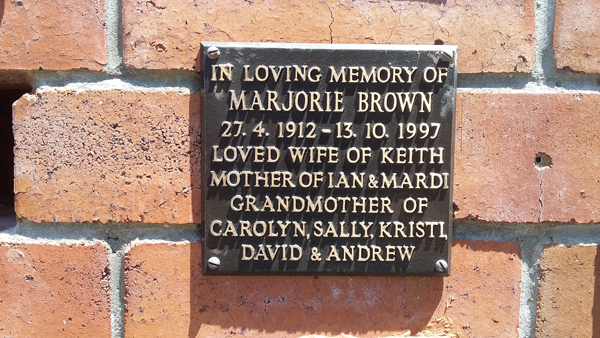 IN LOVING MEMORY OF
MARJORIE BROWN
27. 4. 1912 - 13. 10. 1997
LOVED WIFE OF KEITH
MOTHER OF IAN & MARDI
GRANDMOTHER OF
CAROLYN, SALLY, KRISTI,
DAVID & ANDREW